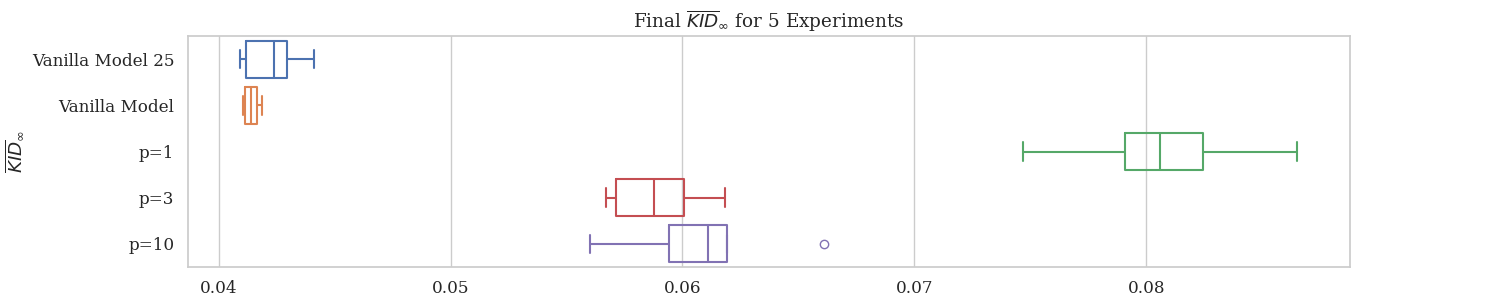 Final $\overline{KID}_\infty$ for 5 Experiments
Vanilla Model 25
Vanilla Model
p=1
p=3
p=10
$\overline{KID}_\infty$
0.04 0.05 0.06 0.07 0.08